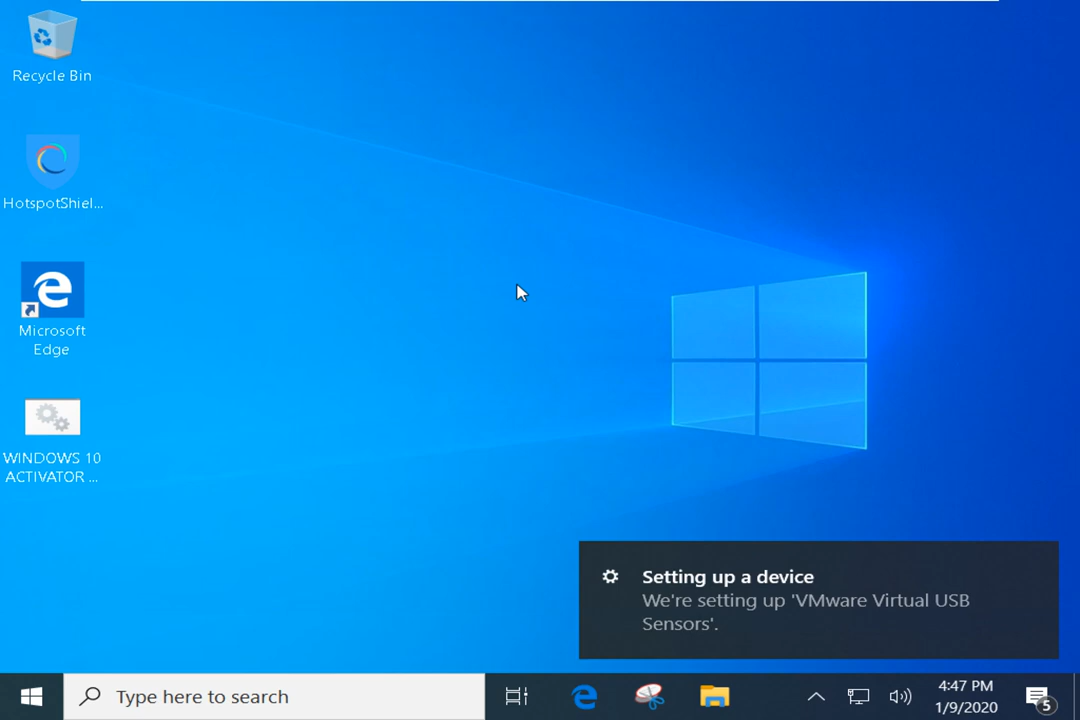 Recycle Bin
HotspotShiel...
Microsoft
Edge
WINDOWS 10
ACTIVATOR ...
Setting up a device
We're setting up 'VMware Virtual USB
Sensors'.
Type here to search
4:47 PM
1/9/2020
5